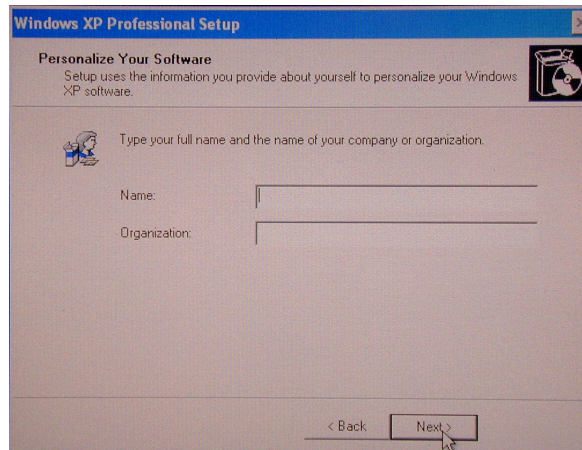 Windows XP Professional Setup
Personalize Your Software
Setup uses the information you provide about yourself to personalize your Windows
XP software.
Type your full name and the name of your company or organization.
Name:
Organization:
< Back
Next >